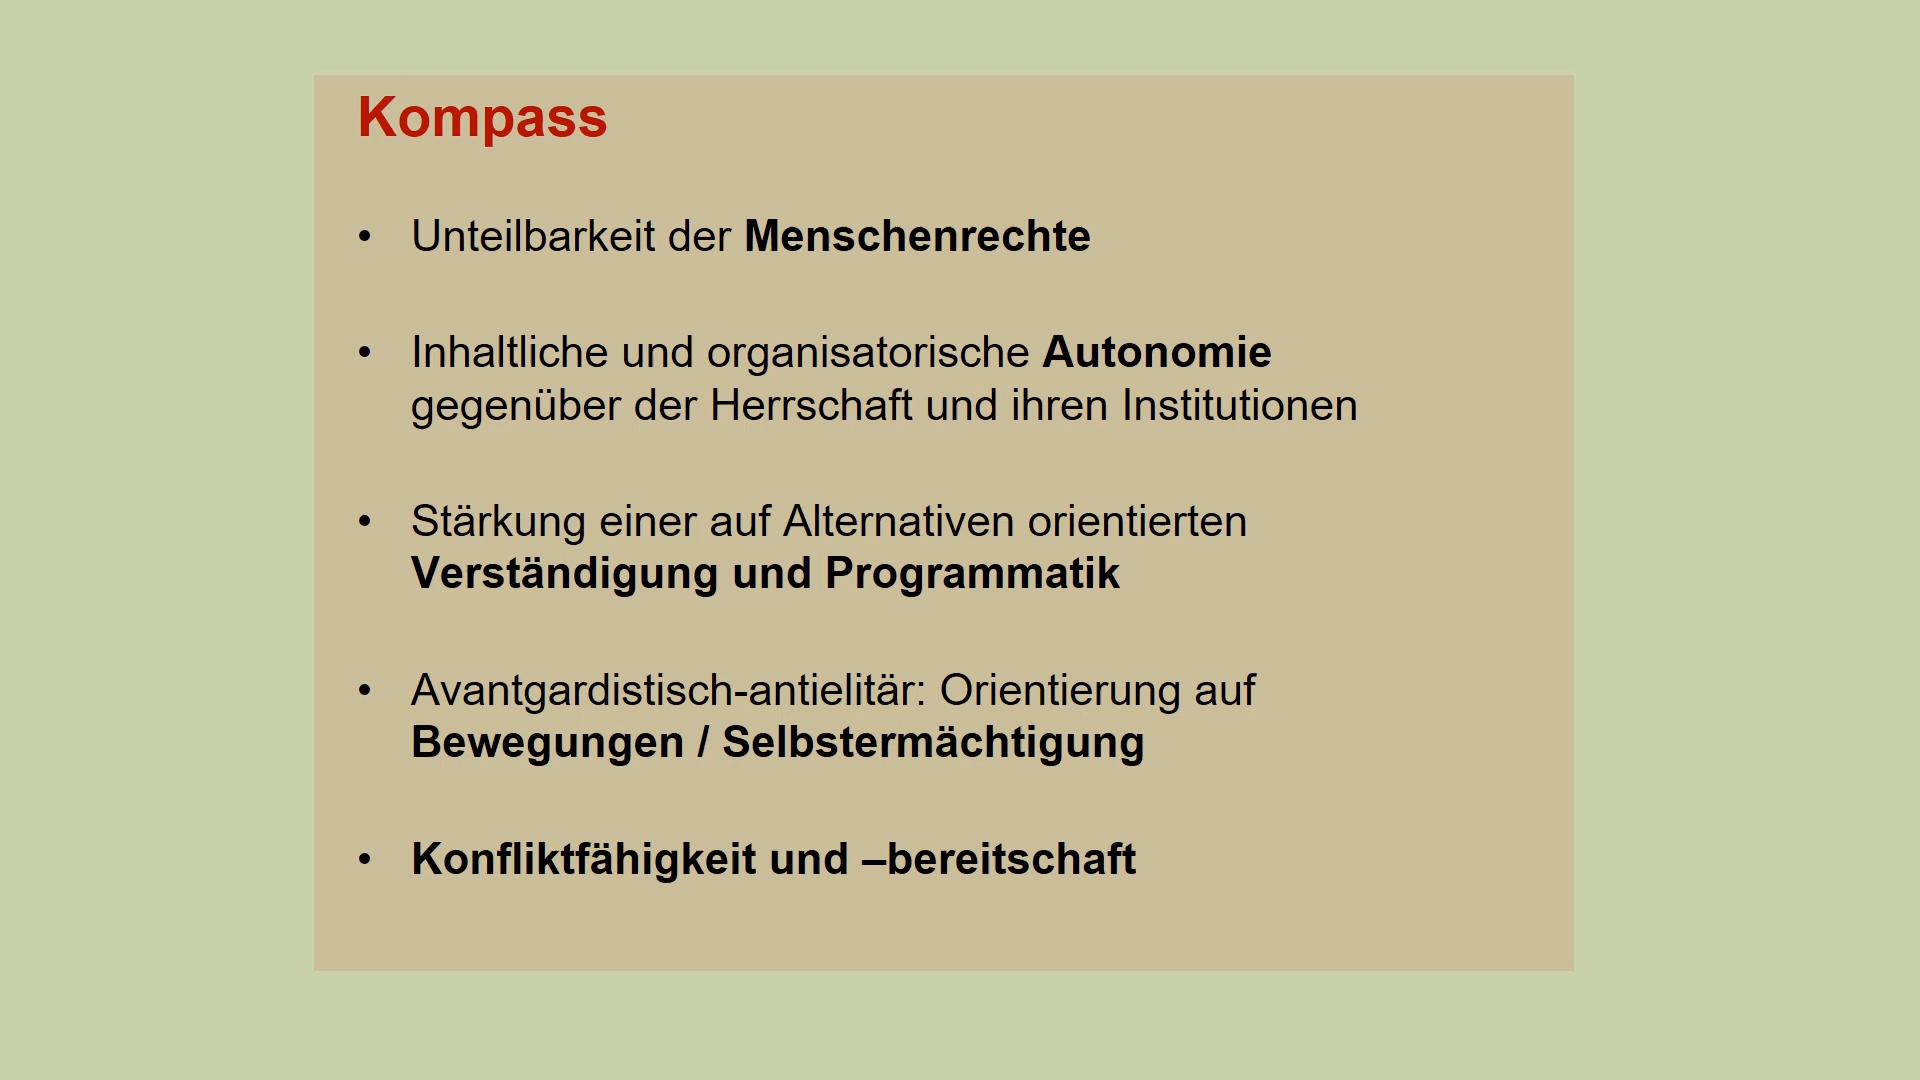 Kompass
• Unteilbarkeit der Menschenrechte
• Inhaltliche und organisatorische Autonomie
gegenüber der Herrschaft und ihren Institutionen
• Stärkung einer auf Alternativen orientierten
Verständigung und Programmatik
• Avantgardistisch-antielitär: Orientierung auf
Bewegungen / Selbstermächtigung
• Konfliktfähigkeit und –bereitschaft